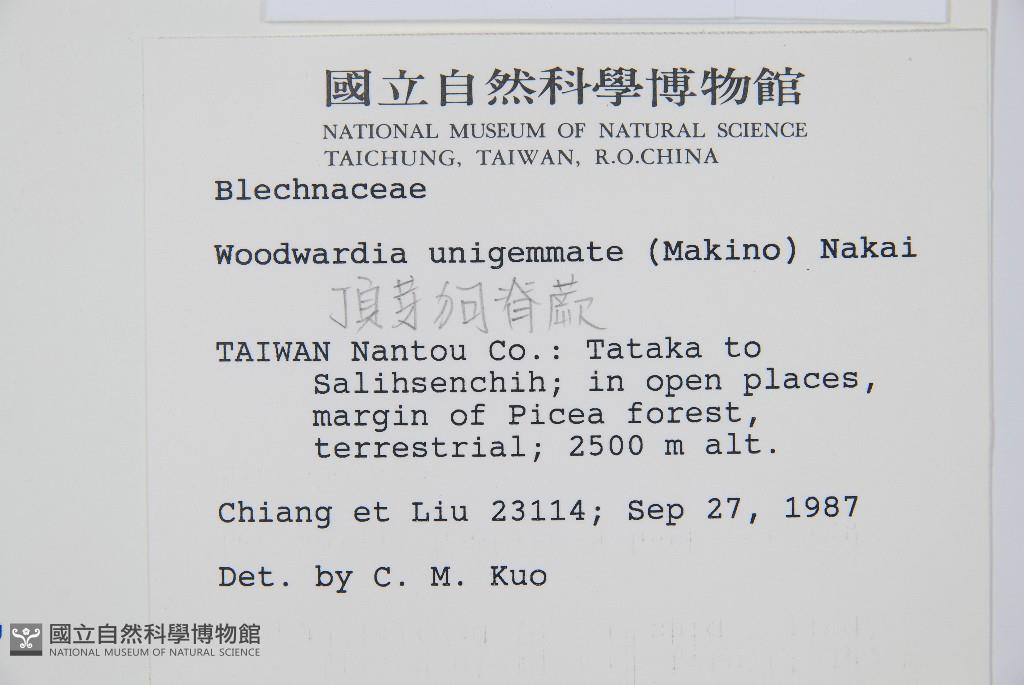 國立自然科學博物館
NATIONAL MUSEUM OF NATURAL SCIENCE
TAICHUNG, TAIWAN, R.O.CHINA
Blechnaceae
Woodwardia unigemmate (Makino) Nakai
頂芽狗脊蕨
TAIWAN Nantou Co.: Tataka to
Salihsenchih; in open places,
margin of Picea forest,
terrestrial; 2500 m alt.
Chiang et Liu 23114; Sep 27, 1987
Det. by C. M. Kuo
國立自然科學博物館
NATIONAL MUSEUM OF NATURAL SCIENCE